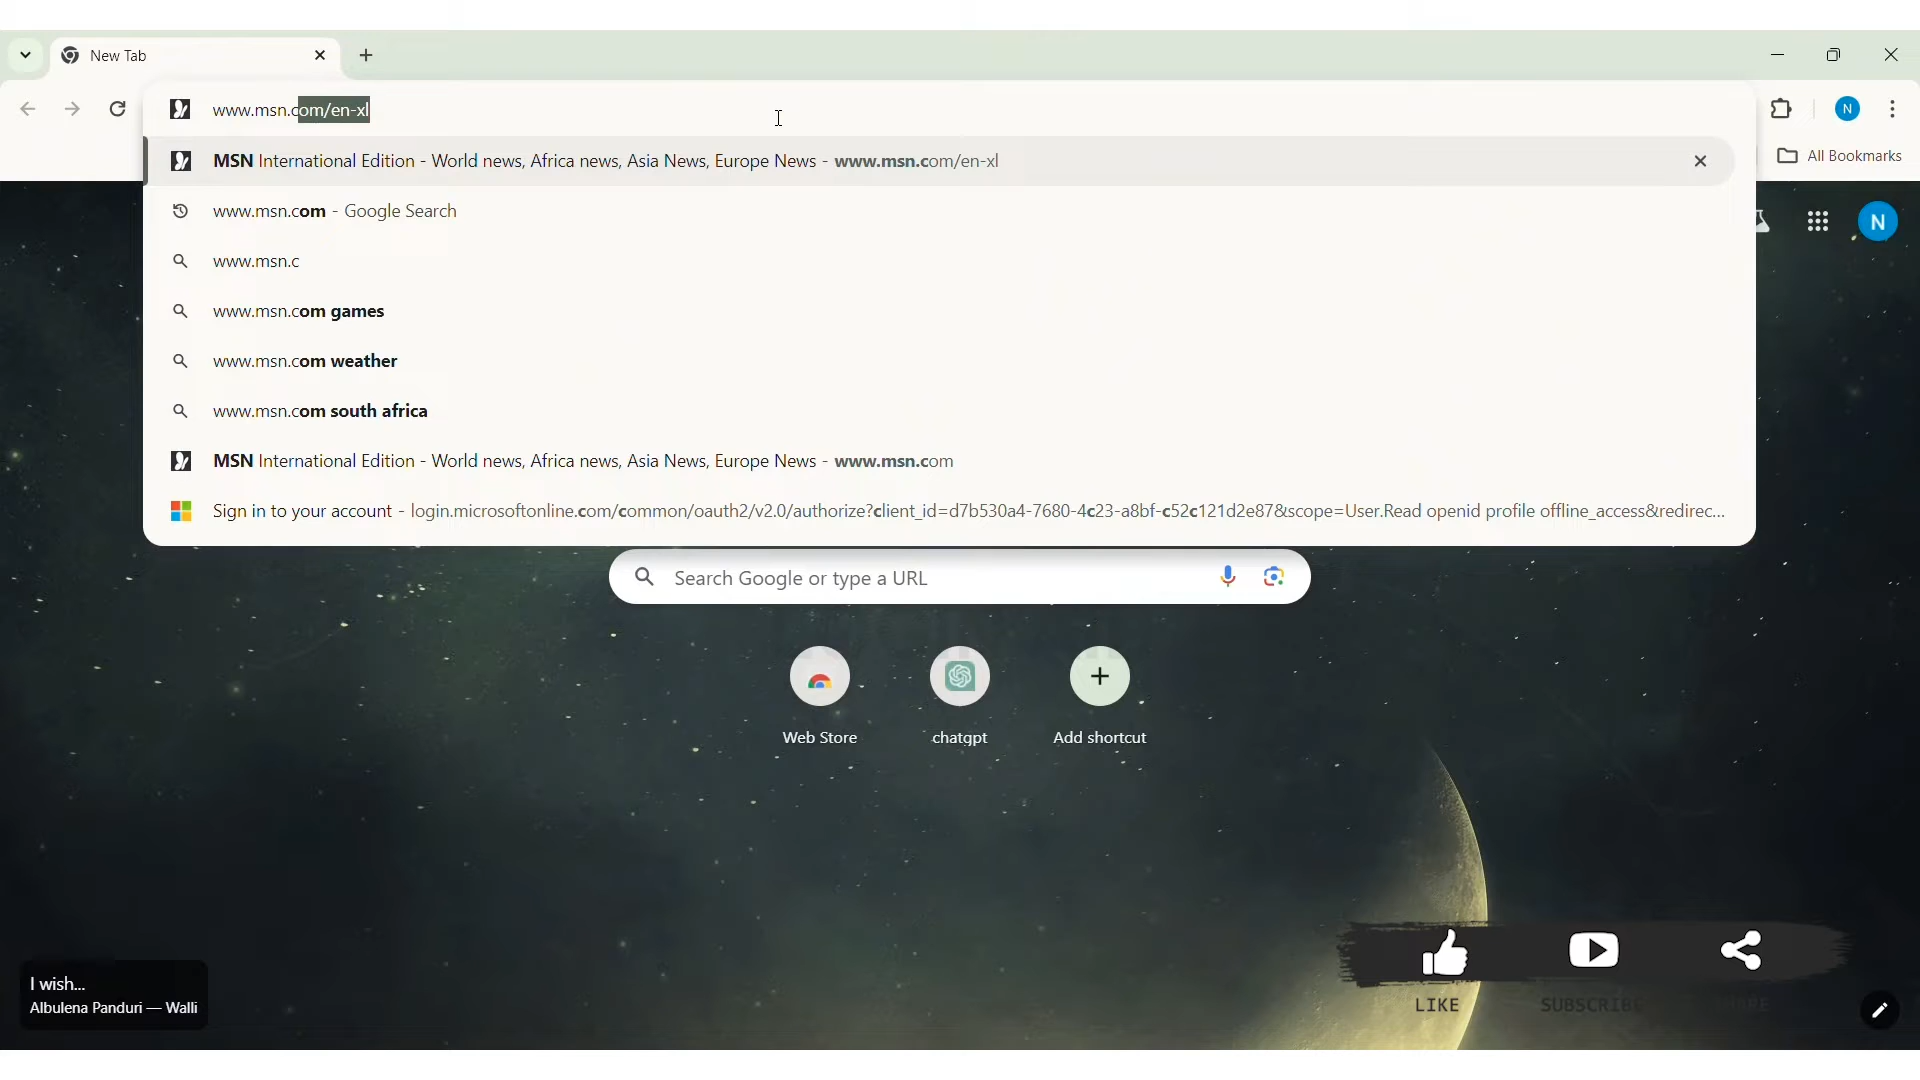 New Tab
www.msn.com/en-xl
N
MSN International Edition - World news, Africa news, Asia News, Europe News - www.msn.com/en-xl
All Bookmarks
www.msn.com - Google Search
N
www.msn.c
www.msn.com games
www.msn.com weather
www.msn.com south africa
MSN International Edition - World news, Africa news, Asia News, Europe News - www.msn.com
Sign in to your account - login.microsoftonline.com/common/oauth2/v2.0/authorize?client_id=d7b530a4-7680-4c23-a8bf-c52c121d2e87&scope=User.Read openid profile offline_access&redirec...
Search Google or type a URL
Web Store
chatgpt
Add shortcut
I wish...
Albulena Panduri — Walli
LIKE
SUBSCRIBE